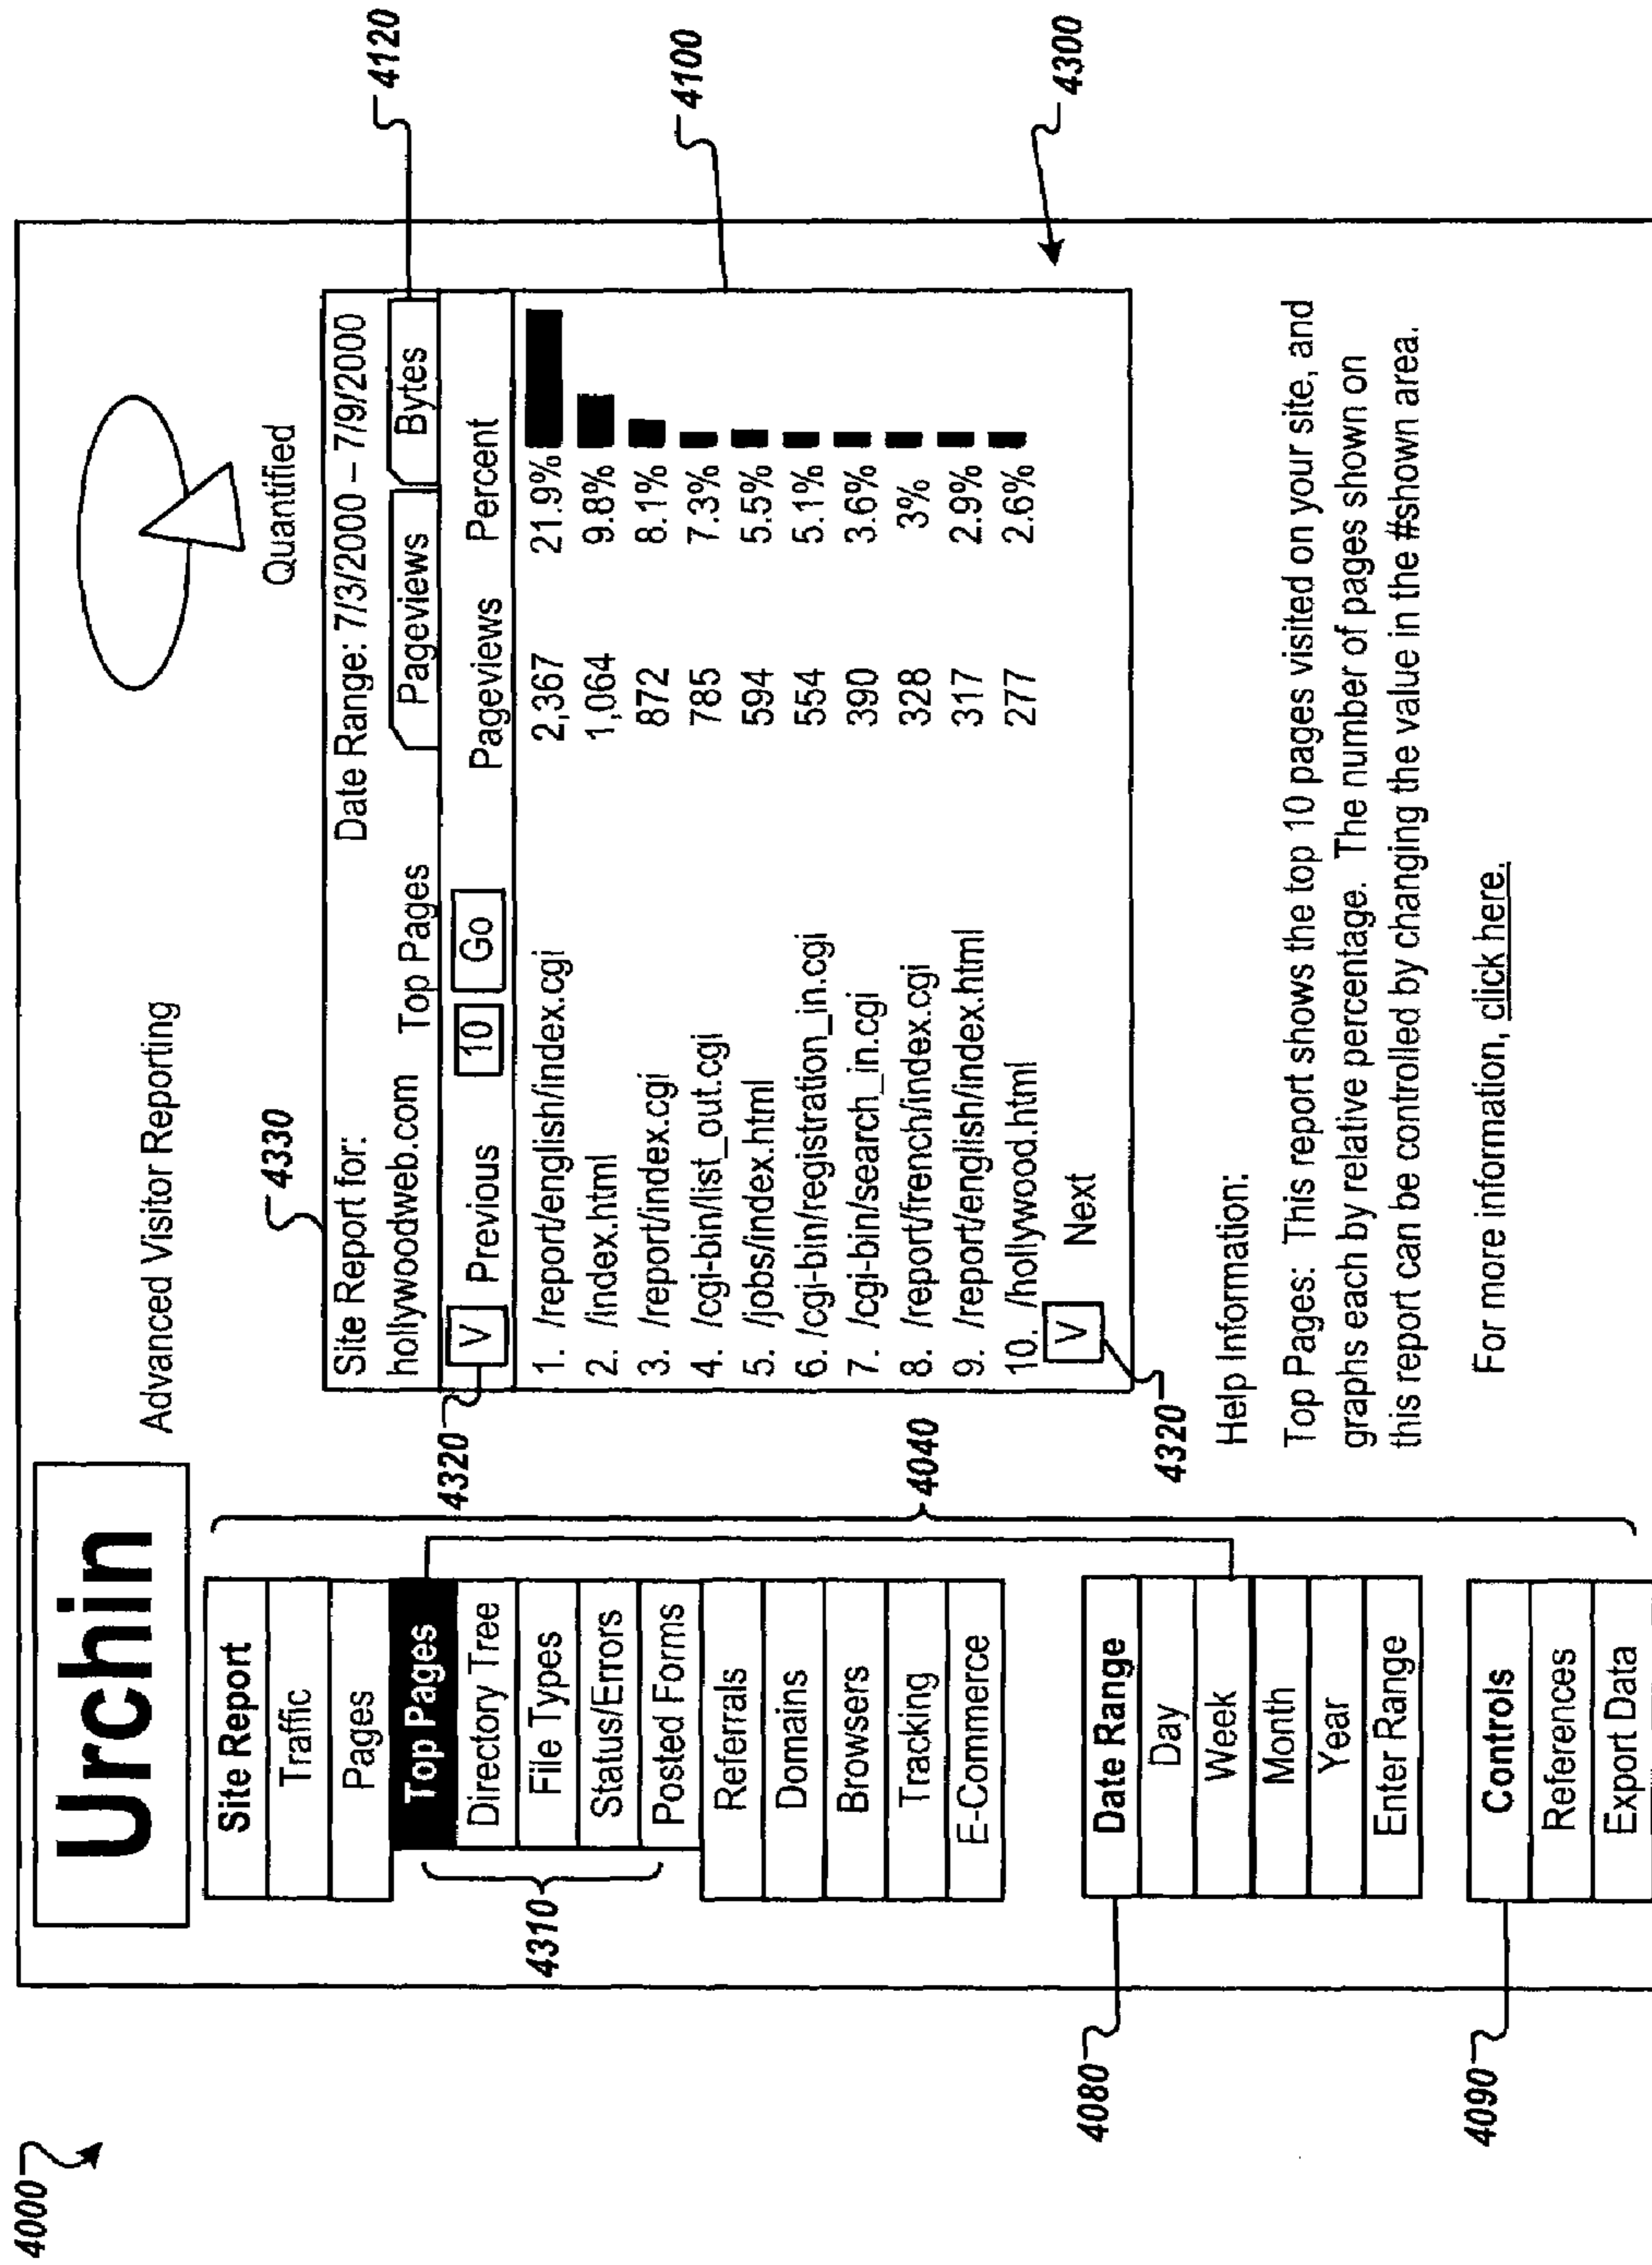 4000
Urchin
Advanced Visitor Reporting
Quantified
Site Report
Traffic
Pages
Top Pages
Directory Tree
File Types
Status/Errors
Posted Forms
Referrals
Domains
Browsers
Tracking
E-Commerce
4310
4040
Date Range
Day
Week
Month
Year
Enter Range
4080
Controls
References
Export Data
4090
4330
Site Report for: Date Range: 7/3/2000 – 7/9/2000
hollywoodweb.com Top Pages Pageviews Bytes
4120
4320
V Previous 10 Go Pageviews Percent
1. /report/english/index.cgi 2,367 21.9%
2. /index.html 1,064 9.8%
3. /report/index.cgi 872 8.1%
4. /cgi-bin/list_out.cgi 785 7.3%
5. /jobs/index.html 594 5.5%
6. /cgi-bin/registration_in.cgi 554 5.1%
7. /cgi-bin/search_in.cgi 390 3.6%
8. /report/french/index.cgi 328 3%
9. /report/english/index.html 317 2.9%
10. /hollywood.html 277 2.6%
V Next
4100
4320
4300
Help Information:
Top Pages: This report shows the top 10 pages visited on your site, and
graphs each by relative percentage. The number of pages shown on
this report can be controlled by changing the value in the #shown area.
For more information, click here.